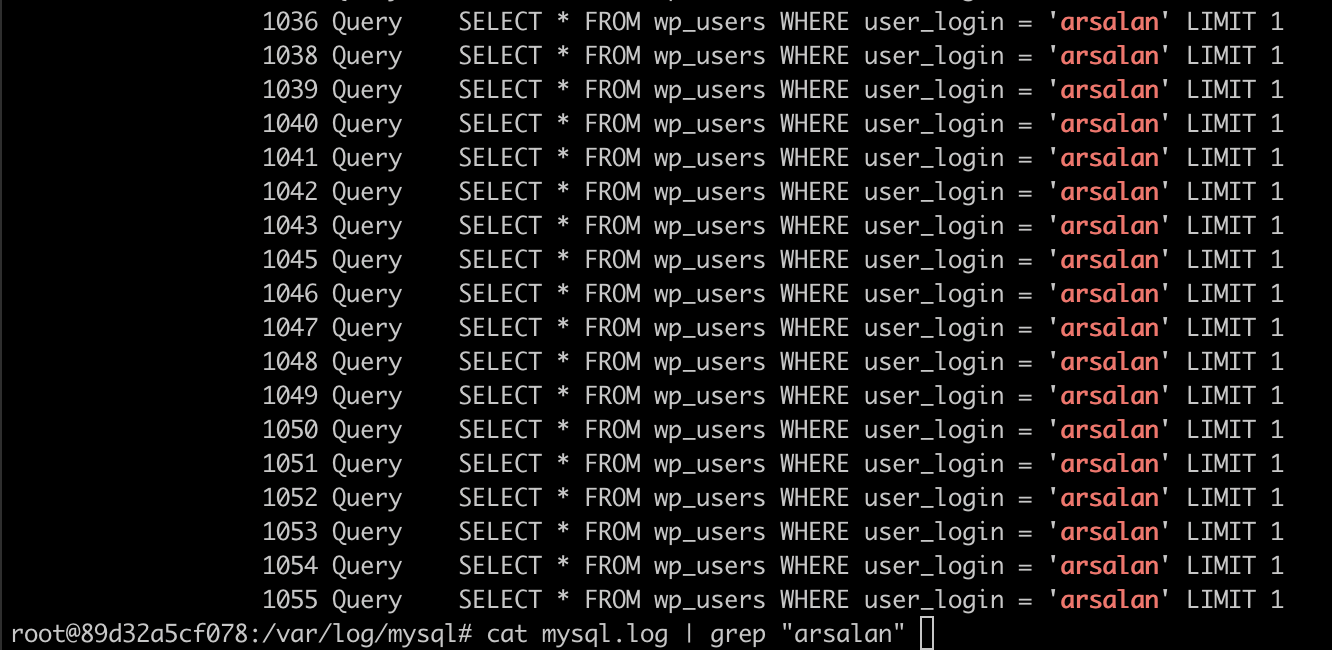 1036 Query    SELECT * FROM wp_users WHERE user_login = 'arsalan' LIMIT 1
1038 Query    SELECT * FROM wp_users WHERE user_login = 'arsalan' LIMIT 1
1039 Query    SELECT * FROM wp_users WHERE user_login = 'arsalan' LIMIT 1
1040 Query    SELECT * FROM wp_users WHERE user_login = 'arsalan' LIMIT 1
1041 Query    SELECT * FROM wp_users WHERE user_login = 'arsalan' LIMIT 1
1042 Query    SELECT * FROM wp_users WHERE user_login = 'arsalan' LIMIT 1
1043 Query    SELECT * FROM wp_users WHERE user_login = 'arsalan' LIMIT 1
1045 Query    SELECT * FROM wp_users WHERE user_login = 'arsalan' LIMIT 1
1046 Query    SELECT * FROM wp_users WHERE user_login = 'arsalan' LIMIT 1
1047 Query    SELECT * FROM wp_users WHERE user_login = 'arsalan' LIMIT 1
1048 Query    SELECT * FROM wp_users WHERE user_login = 'arsalan' LIMIT 1
1049 Query    SELECT * FROM wp_users WHERE user_login = 'arsalan' LIMIT 1
1050 Query    SELECT * FROM wp_users WHERE user_login = 'arsalan' LIMIT 1
1051 Query    SELECT * FROM wp_users WHERE user_login = 'arsalan' LIMIT 1
1052 Query    SELECT * FROM wp_users WHERE user_login = 'arsalan' LIMIT 1
1053 Query    SELECT * FROM wp_users WHERE user_login = 'arsalan' LIMIT 1
1054 Query    SELECT * FROM wp_users WHERE user_login = 'arsalan' LIMIT 1
1055 Query    SELECT * FROM wp_users WHERE user_login = 'arsalan' LIMIT 1
root@89d32a5cf078:/var/log/mysql# cat mysql.log | grep "arsalan"